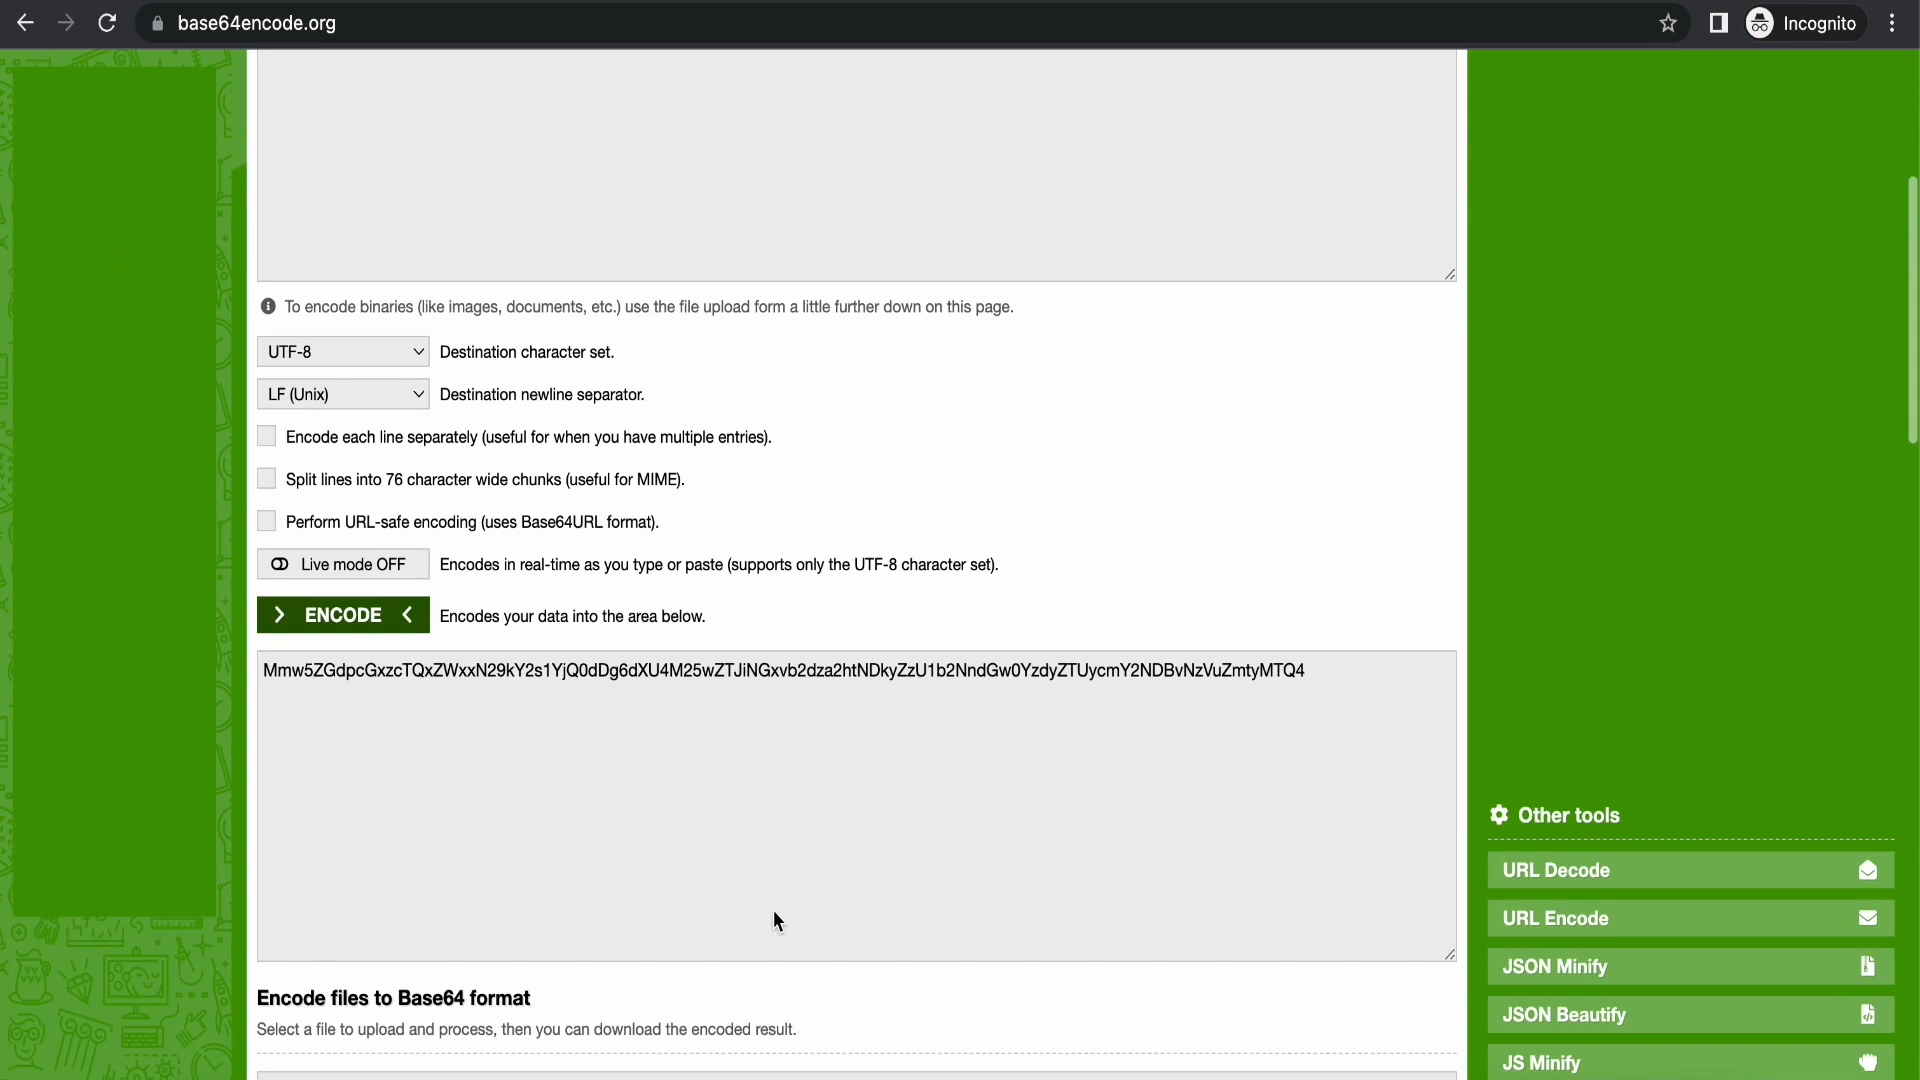 base64encode.org
Incognito
To encode binaries (like images, documents, etc.) use the file upload form a little further down on this page.
UTF-8 Destination character set.
LF (Unix) Destination newline separator.
Encode each line separately (useful for when you have multiple entries).
Split lines into 76 character wide chunks (useful for MIME).
Perform URL-safe encoding (uses Base64URL format).
Live mode OFF Encodes in real-time as you type or paste (supports only the UTF-8 character set).
> ENCODE < Encodes your data into the area below.
Mmw5ZGdpcGxzcTQxZWxxN29kY2s1YjQ0dDg6dXU4M25wZTJiNGxvb2dza2htNDkyZzU1b2NndGw0YzdyZTUycmY2NDBvNzVuZmtyMTQ4
Encode files to Base64 format
Select a file to upload and process, then you can download the encoded result.
Other tools
URL Decode
URL Encode
JSON Minify
JSON Beautify
JS Minify